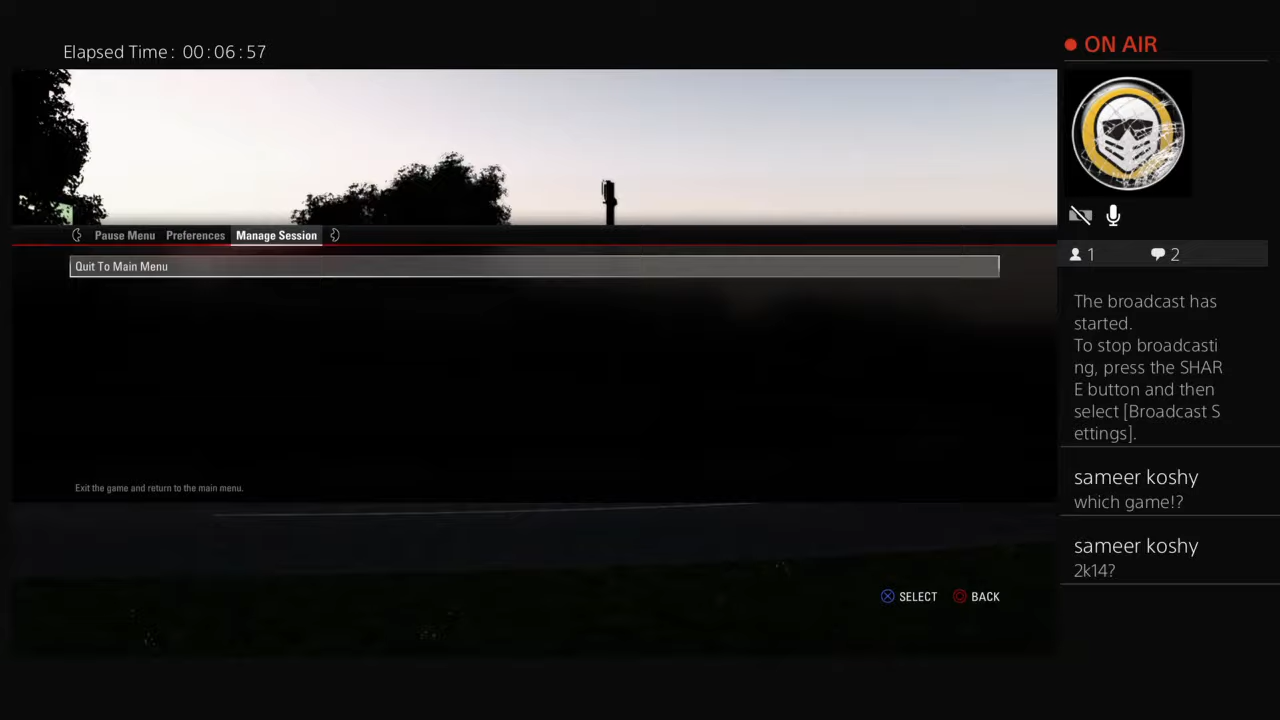 Elapsed Time: 00:06:57
ON AIR
Pause Menu Preferences Manage Session
Quit To Main Menu
Exit the game and return to the main menu.
SELECT BACK
1 2
The broadcast has
started.
To stop broadcasti
ng, press the SHAR
E button and then
select [Broadcast S
ettings].
sameer koshy
which game!?
sameer koshy
2k14?